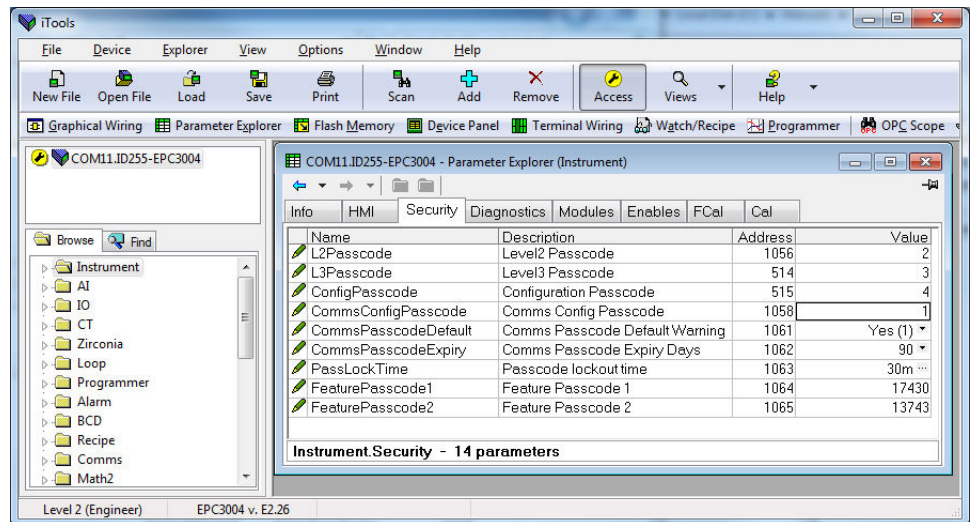 iTools
File Device Explorer View Options Window Help
New File Open File Load Save Print Scan Add Remove Access Views Help
Graphical Wiring Parameter Explorer Flash Memory Device Panel Terminal Wiring Watch/Recipe Programmer OPC Scope
COM11.ID255-EPC3004
COM11.ID255-EPC3004 - Parameter Explorer (Instrument)
Info HMI Security Diagnostics Modules Enables FCal Cal
Browse Find
Instrument
AI
IO
CT
Zirconia
Loop
Programmer
Alarm
BCD
Recipe
Comms
Math2
Name Description Address Value
L2Passcode Level2 Passcode 1056 2
L3Passcode Level3 Passcode 514 3
ConfigPasscode Configuration Passcode 515 4
CommsConfigPasscode Comms Config Passcode 1058 1
CommsPasscodeDefault Comms Passcode Default Warning 1061 Yes (1)
CommsPasscodeExpiry Comms Passcode Expiry Days 1062 90
PassLockTime Passcode lockout time 1063 30m
FeaturePasscode1 Feature Passcode 1 1064 17430
FeaturePasscode2 Feature Passcode 2 1065 13743
Instrument.Security - 14 parameters
Level 2 (Engineer) EPC3004 v. E2.26